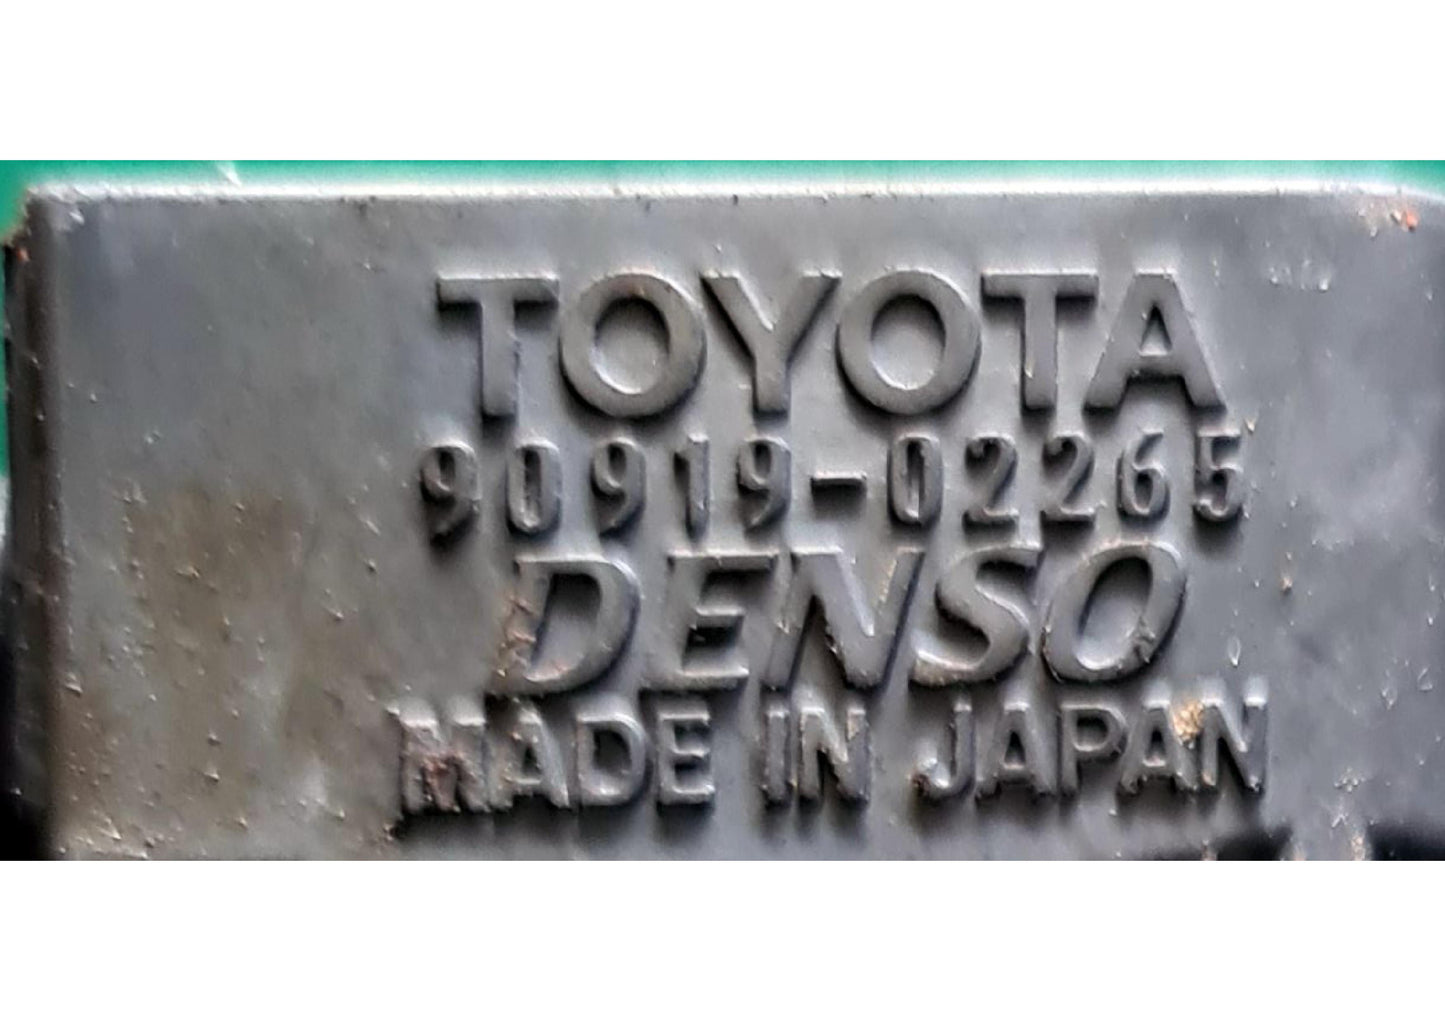 TOYOTA
90919-02265
DENSO
MADE IN JAPAN